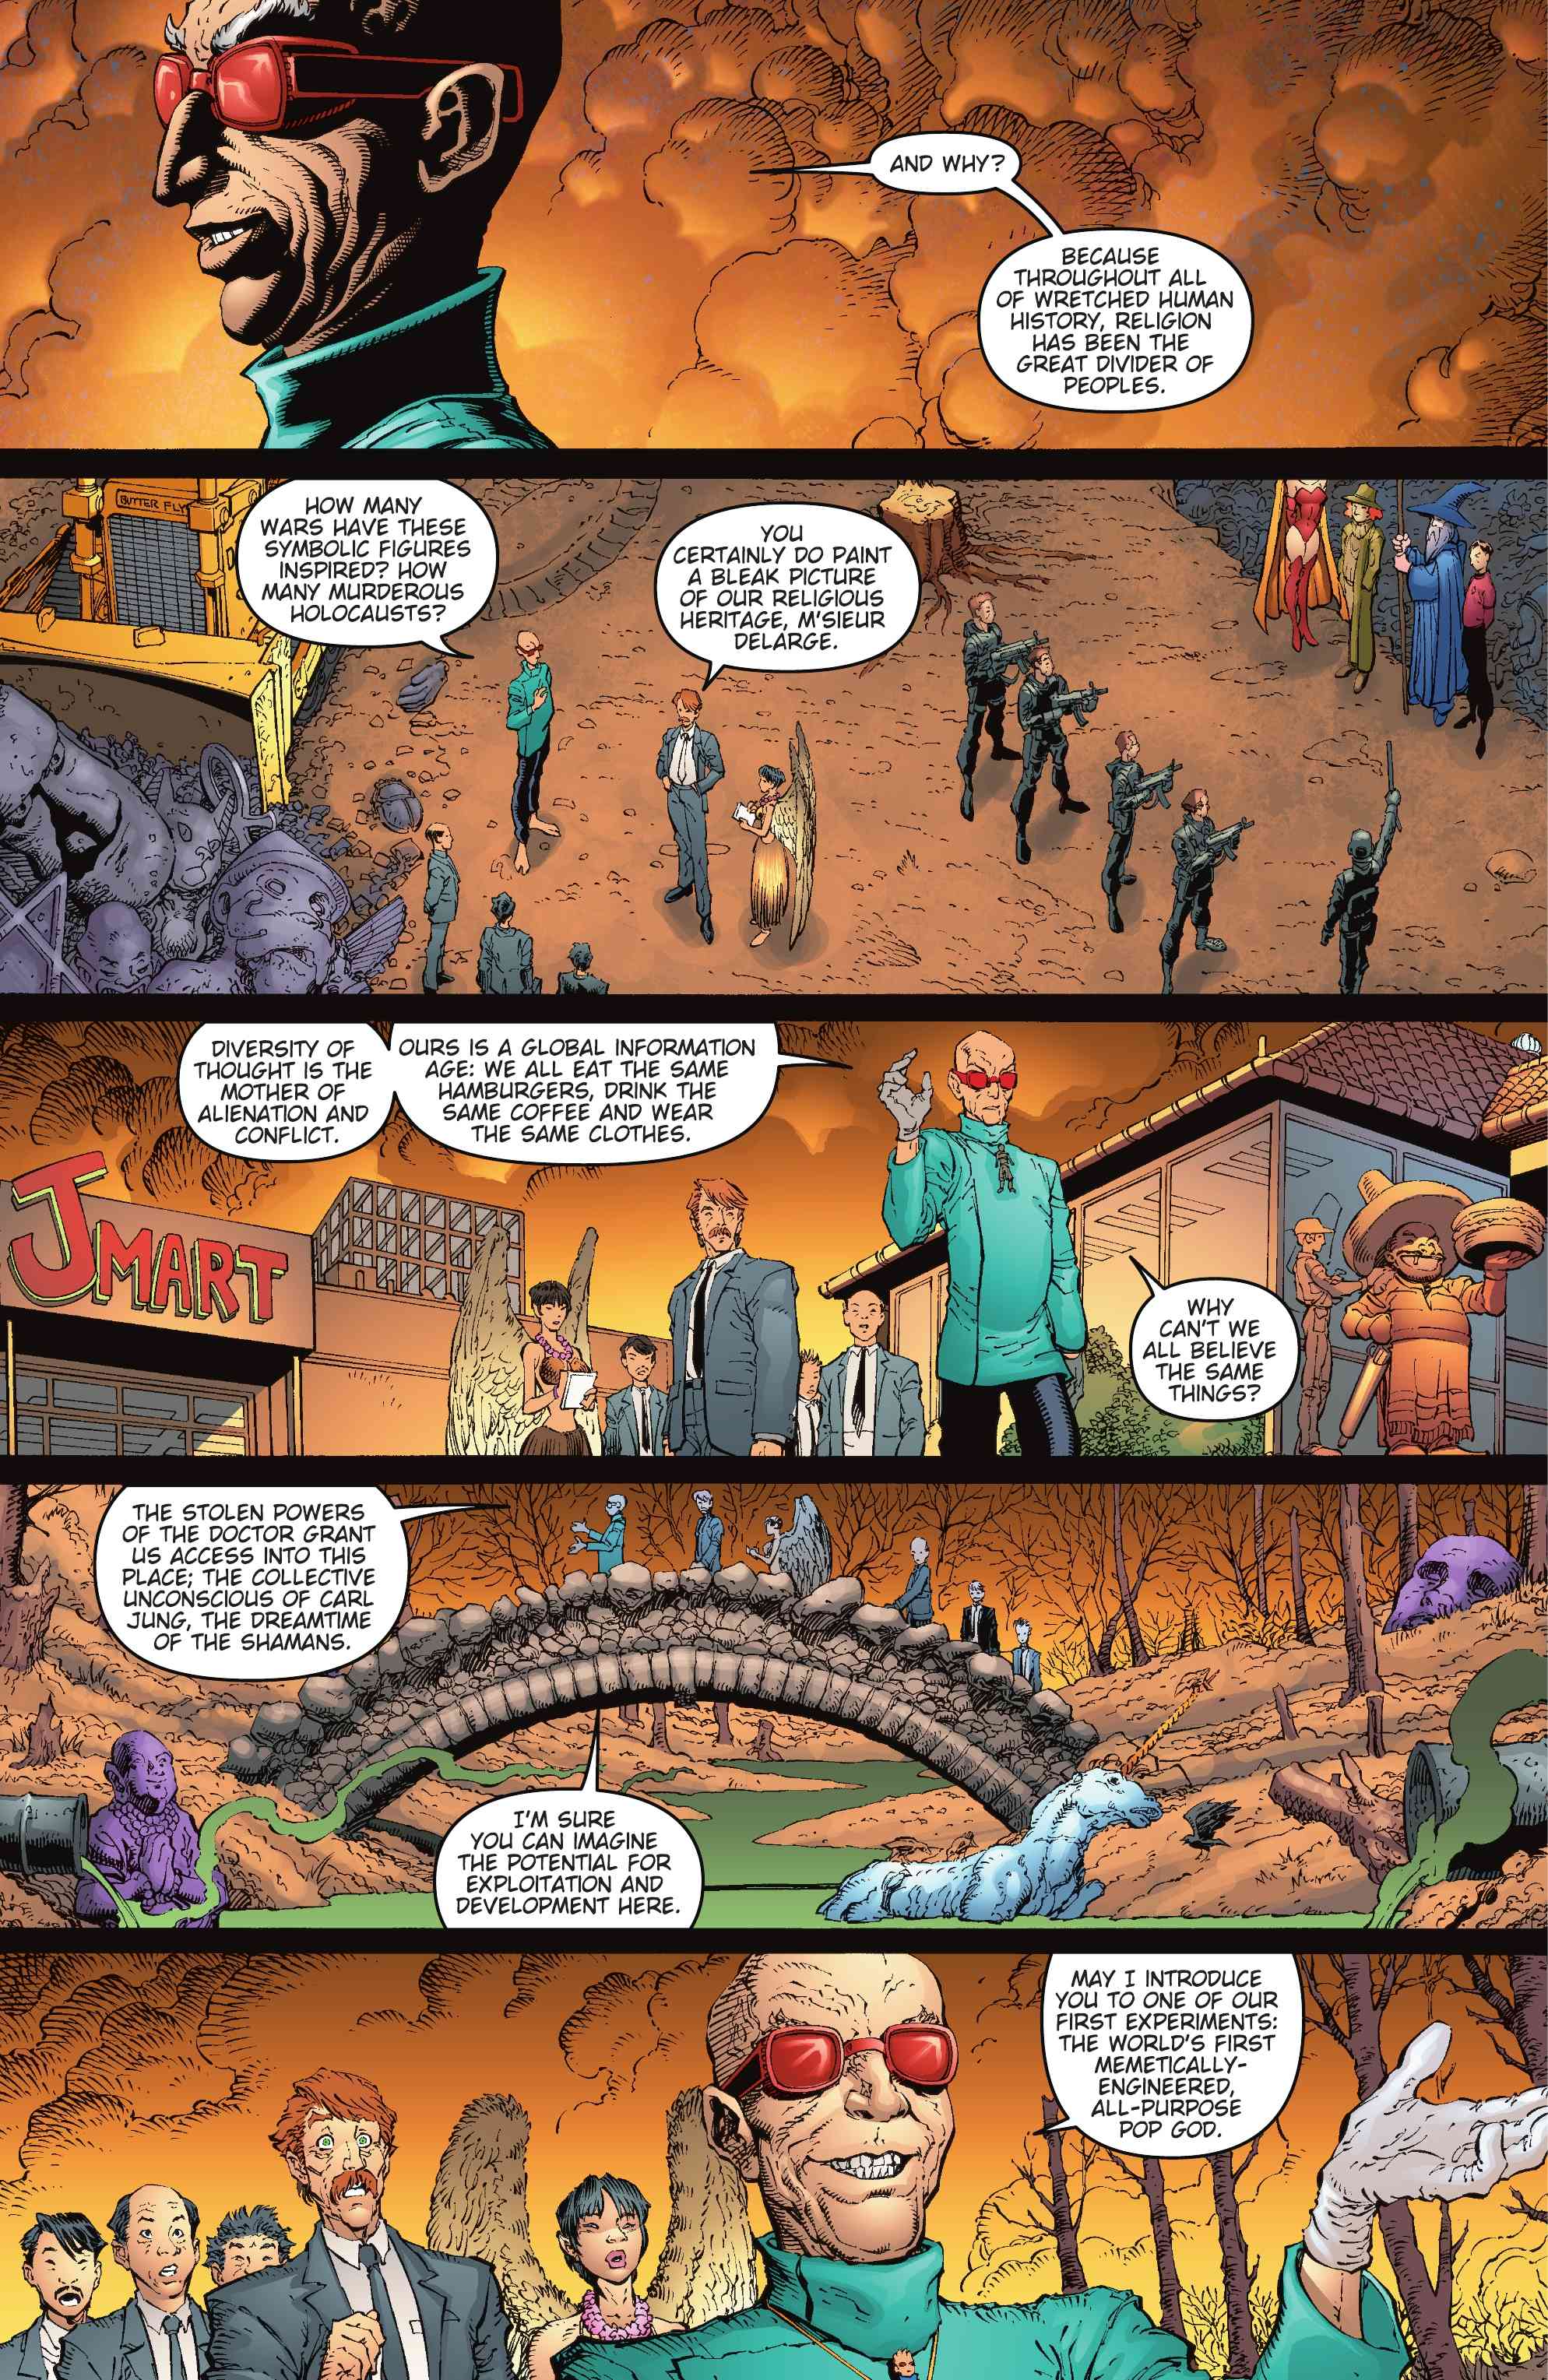 AND WHY?
BECAUSE
THROUGHOUT ALL
OF WRETCHED HUMAN
HISTORY, RELIGION
HAS BEEN THE
GREAT DIVIDER OF
PEOPLES.
BUTTER FLY
HOW MANY
WARS HAVE THESE
SYMBOLIC FIGURES
INSPIRED? HOW
MANY MURDEROUS
HOLOCAUSTS?
YOU
CERTAINLY DO PAINT
A BLEAK PICTURE
OF OUR RELIGIOUS
HERITAGE, M'SIEUR
DELARGE.
DIVERSITY OF
THOUGHT IS THE
MOTHER OF
ALIENATION AND
CONFLICT.
OURS IS A GLOBAL INFORMATION
AGE: WE ALL EAT THE SAME
HAMBURGERS, DRINK THE
SAME COFFEE AND WEAR
THE SAME CLOTHES.
JMART
WHY
CAN'T WE
ALL BELIEVE
THE SAME
THINGS?
THE STOLEN POWERS
OF THE DOCTOR GRANT
US ACCESS INTO THIS
PLACE; THE COLLECTIVE
UNCONSCIOUS OF CARL
JUNG, THE DREAMTIME
OF THE SHAMANS.
I'M SURE
YOU CAN IMAGINE
THE POTENTIAL FOR
EXPLOITATION AND
DEVELOPMENT HERE.
MAY I INTRODUCE
YOU TO ONE OF OUR
FIRST EXPERIMENTS:
THE WORLD'S FIRST
MEMETICALLY-
ENGINEERED,
ALL-PURPOSE
POP GOD.